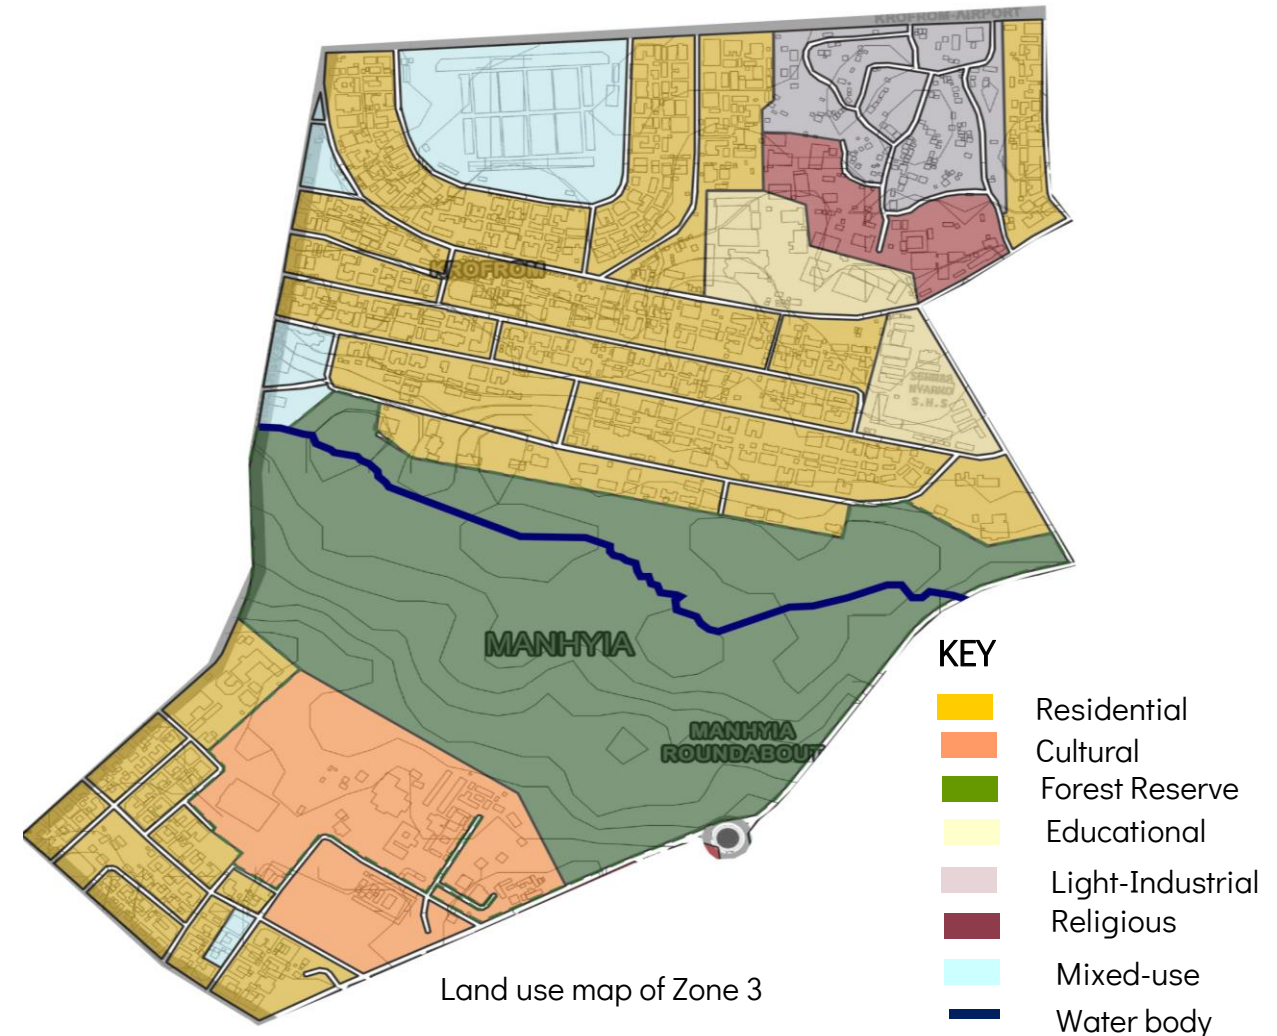 KROFROM-AIRPORT
KROFROM
S
NYARKO
S.H.S.
MANHYIA
MANHYIA
ROUNDABOUT
KEY
Residential
Cultural
Forest Reserve
Educational
Light-Industrial
Religious
Mixed-use
Water body
Land use map of Zone 3